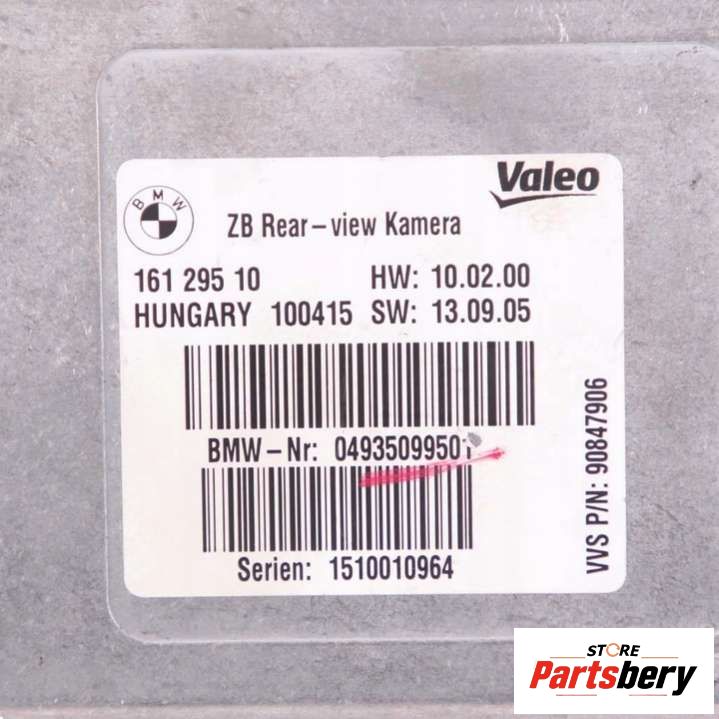 BMW
Valeo
ZB Rear-view Kamera
161 295 10 HW: 10.02.00
HUNGARY 100415 SW: 13.09.05
BMW-Nr: 04935099501
Serien: 1510010964
VVS P/N: 90847906
STORE
Partsbery